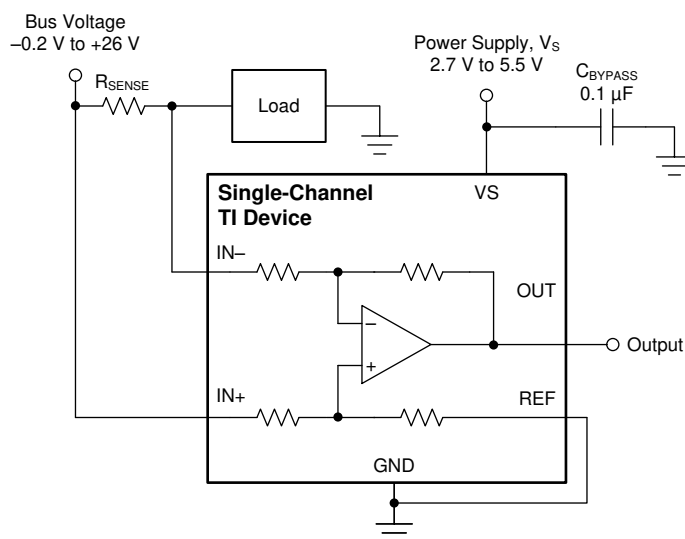 Bus Voltage
–0.2 V to +26 V
RSENSE
Load
Power Supply, VS
2.7 V to 5.5 V
CBYPASS
0.1 µF
Single-Channel
TI Device
VS
IN–
OUT
–
Output
+
IN+
REF
GND